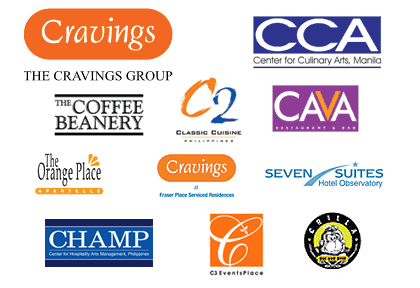 Cravings
THE CRAVINGS GROUP
CCA
Center for Culinary Arts, Manila
THE COFFEE
BEANERY
C2
CLASSIC CUISINE
PHILIPPINES
CAVA
RESTAURANT & BAR
The
Orange Place
APARTELLE
Cravings
at
Fraser Place Serviced Residences
SEVEN SUITES
Hotel Observatory
CHAMP
Center for Hospitality Arts Management, Philippines
C
C3 EventsPlace